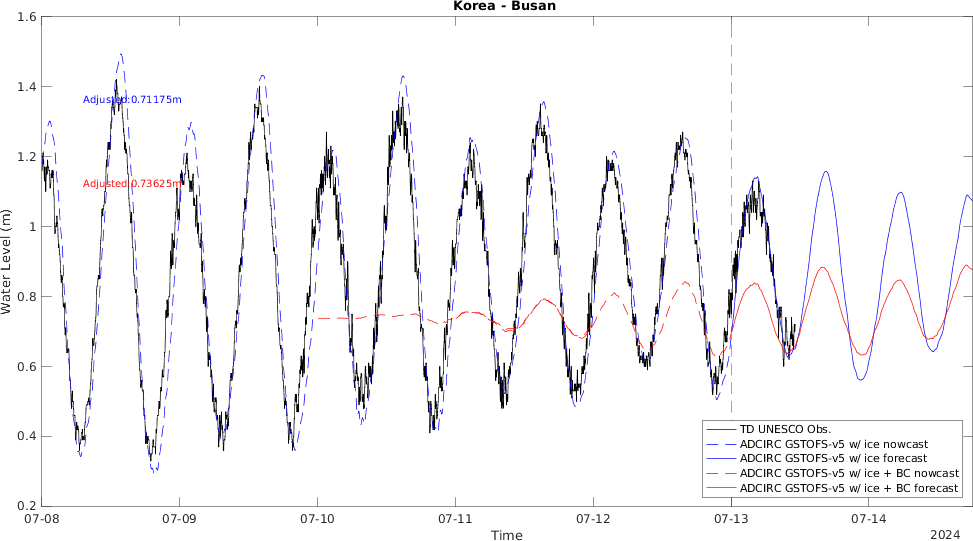 Korea - Busan
1.6
1.4
1.2
1
0.8
0.6
0.4
0.2
Water Level (m)
Adjusted:0.71175m
Adjusted:0.73625m
TD UNESCO Obs.
ADCIRC GSTOFS-v5 w/ ice nowcast
ADCIRC GSTOFS-v5 w/ ice forecast
ADCIRC GSTOFS-v5 w/ ice + BC nowcast
ADCIRC GSTOFS-v5 w/ ice + BC forecast
07-08 07-09 07-10 07-11 07-12 07-13 07-14
Time
2024